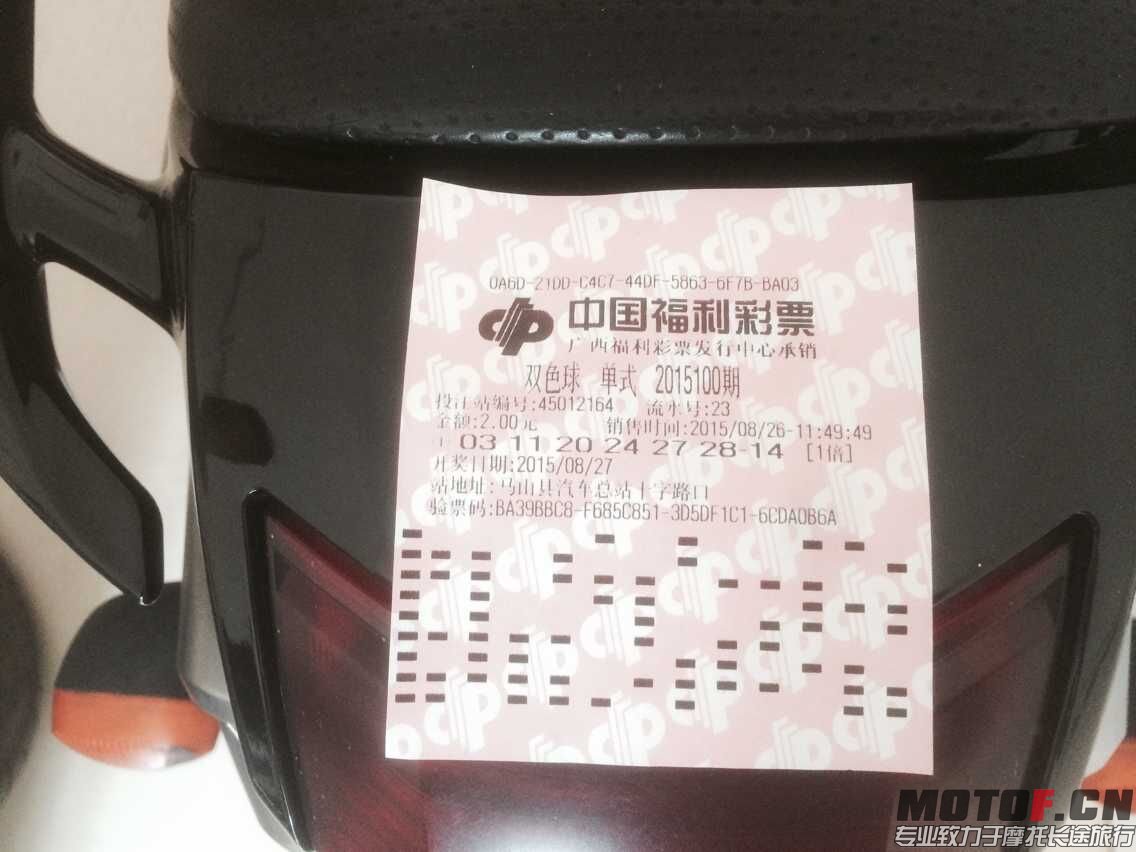 0A6D-21DD-C4C7-44DF-5863-6F7B-BA03
中国福利彩票
广西福利彩票发行中心承销
双色球 单式 2015100期
投注站编号:45012164 流水号:23
金额:2.00元 销售时间:2015/08/26-11:49:49
① 03 11 20 24 27 28-14 [1倍]
开奖日期:2015/08/27
站地址:马山县汽车总站十字路口
验票码:BA39BBC8-F685C851-3D5DF1C1-6CDA0B6A
MOTOF.CN
专业致力于摩托长途旅行